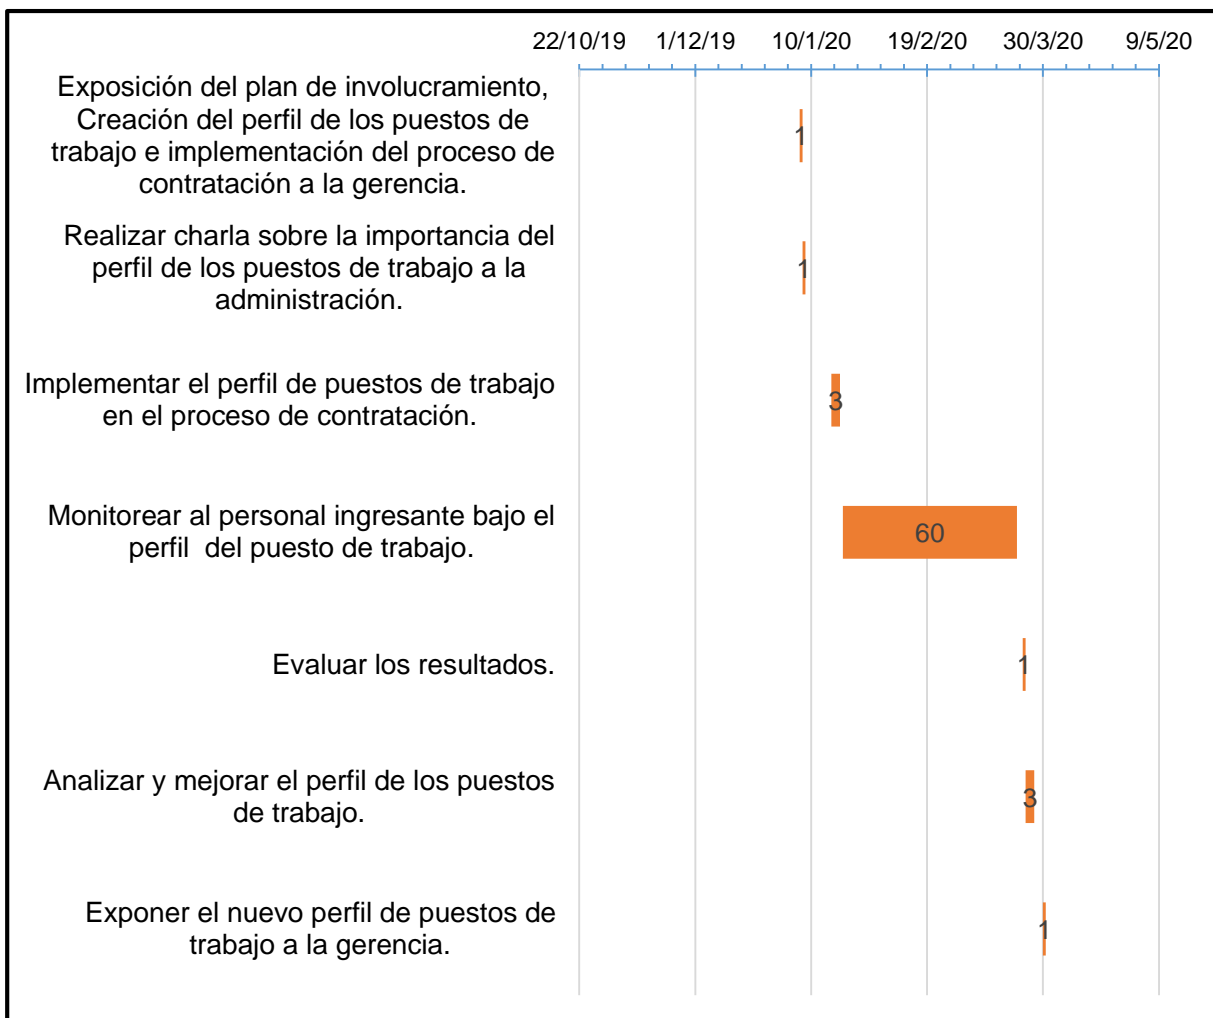 22/10/19 1/12/19 10/1/20 19/2/20 30/3/20 9/5/20
Exposición del plan de involucramiento,
Creación del perfil de los puestos de
trabajo e implementación del proceso de
contratación a la gerencia.
1
Realizar charla sobre la importancia del
perfil de los puestos de trabajo a la
administración.
1
Implementar el perfil de puestos de trabajo
en el proceso de contratación.
3
Monitorear al personal ingresante bajo el
perfil  del puesto de trabajo.
60
Evaluar los resultados.
1
Analizar y mejorar el perfil de los puestos
de trabajo.
3
Exponer el nuevo perfil de puestos de
trabajo a la gerencia.
1